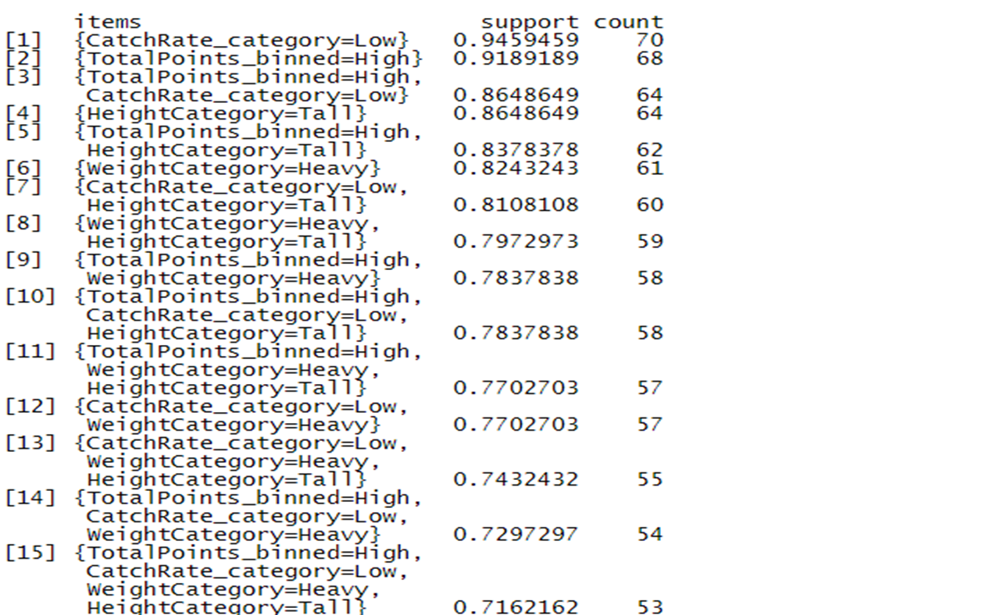 items support count
[1] {CatchRate_category=Low} 0.9459459 70
[2] {TotalPoints_binned=High} 0.9189189 68
[3] {TotalPoints_binned=High,
CatchRate_category=Low} 0.8648649 64
[4] {HeightCategory=Tall} 0.8648649 64
[5] {TotalPoints_binned=High,
HeightCategory=Tall} 0.8378378 62
[6] {WeightCategory=Heavy} 0.8243243 61
[7] {CatchRate_category=Low,
HeightCategory=Tall} 0.8108108 60
[8] {WeightCategory=Heavy,
HeightCategory=Tall} 0.7972973 59
[9] {TotalPoints_binned=High,
WeightCategory=Heavy} 0.7837838 58
[10] {TotalPoints_binned=High,
CatchRate_category=Low,
HeightCategory=Tall} 0.7837838 58
[11] {TotalPoints_binned=High,
WeightCategory=Heavy,
HeightCategory=Tall} 0.7702703 57
[12] {CatchRate_category=Low,
WeightCategory=Heavy} 0.7702703 57
[13] {CatchRate_category=Low,
WeightCategory=Heavy,
HeightCategory=Tall} 0.7432432 55
[14] {TotalPoints_binned=High,
CatchRate_category=Low,
WeightCategory=Heavy} 0.7297297 54
[15] {TotalPoints_binned=High,
CatchRate_category=Low,
WeightCategory=Heavy,
HeightCategory=Tall} 0.7162162 53